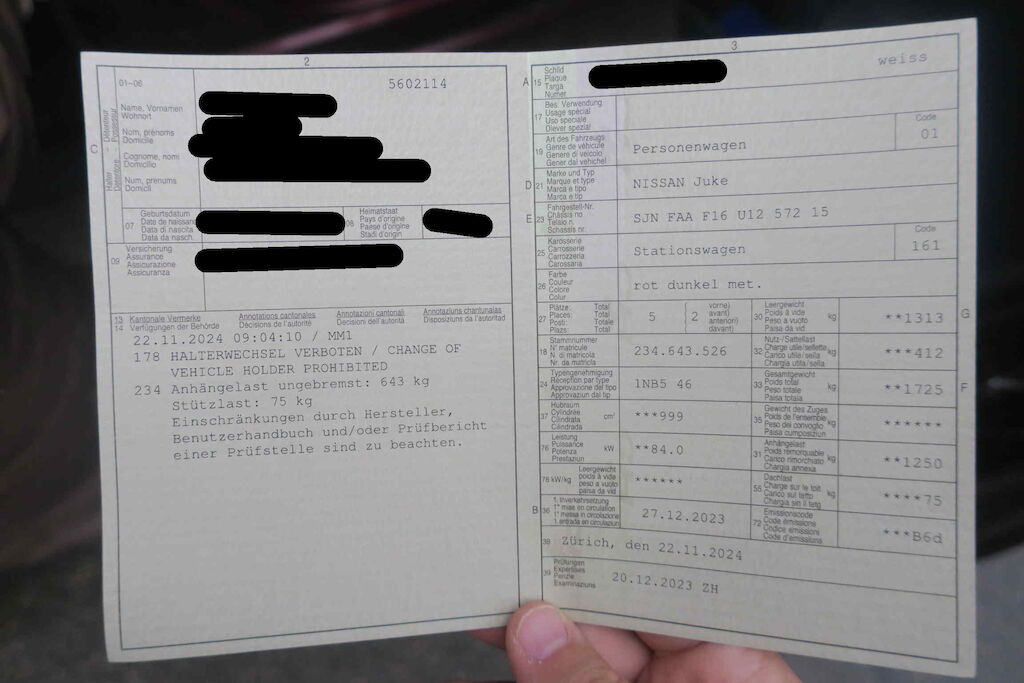 2
01-06
5602114
Name, Vornamen
Wohnort
Nom, prénoms
Domicile
Cognome, nomi
Domicilio
Num, prenums
Domicil
C
Halter – Détenteur
Detentore – Possessur
07
Geburtsdatum
Date de naissance
Data di nascita
Data da nasch.
08
Heimatstaat
Pays d'origine
Paese d'origine
Stadi d'origin
09
Versicherung
Assurance
Assicurazione
Assicuranza
13 Kantonale Vermerke Annotations cantonales Annotazioni cantonali Annotaziuns chantunalas
14 Verfügungen der Behörde Décisions de l'autorité Decisioni dell'autorità Disposiziuns da l'autoritad
22.11.2024 09:04:10 / MM1
178 HALTERWECHSEL VERBOTEN / CHANGE OF
VEHICLE HOLDER PROHIBITED
234 Anhängelast ungebremst: 643 kg
Stützlast: 75 kg
Einschränkungen durch Hersteller,
Benutzerhandbuch und/oder Prüfbericht
einer Prüfstelle sind zu beachten.
3
A 15
Schild
Plaque
Targa
Numer
weiss
17
Bes. Verwendung
Usage spécial
Uso speciale
Diever spezial
19
Art des Fahrzeugs
Genre de véhicule
Genere di veicolo
Gener dal vehichel
Personenwagen
Code
01
D 21
Marke und Typ
Marque et type
Marca e tipo
Marca e tip
NISSAN Juke
E 23
Fahrgestell-Nr.
Châssis no
Telaio n.
Schassis nr.
SJN FAA F16 U12 572 15
25
Karosserie
Carrosserie
Carrozzeria
Carossaria
Stationswagen
Code
161
26
Farbe
Couleur
Colore
Colur
rot dunkel met.
27
Plätze: Total
Places: Total
Posti: Totale
Plazs: Total
5
2
vorne)
avant)
anteriori)
davant)
30
Leergewicht
Poids à vide
Peso a vuoto
Paisa da vid
kg
**1313
G
18
Stammnummer
N° matricule
N. di matricola
Nr. da matricla
234.643.526
32
Nutz-/Sattellast
Charge utile/sellette
Carico utile/sella
Chargia utila/sella
kg
***412
24
Typengenehmigung
Réception par type
Approvazione del tipo
Approvaziun dal tip
1NB5 46
33
Gesamtgewicht
Poids total
Peso totale
Paisa totala
kg
**1725
F
37
Hubraum
Cylindrée
Cilindrata
Cilindrada
cm³
***999
35
Gewicht des Zuges
Poids de l'ensemble
Peso del convoglio
Paisa cumposiziun
kg
******
76
Leistung
Puissance
Potenza
Prestaziun
kW
**84.0
31
Anhängelast
Poids remorquable
Carico rimorchiato
Chargia annexa
kg
**1250
78 kW/kg
Leergewicht
poids à vide
peso a vuoto
paisa da vid
******
55
Dachlast
Charge sur le toit
Carico sul tetto
Chargia sin il tetg
kg
****75
B 36
1. Inverkehrsetzung
1re mise en circulation
1a messa in circolazione
1. entrada en circulaziun
27.12.2023
72
Emissionscode
Code émissions
Codice emissioni
Code d'emissiuns
***B6d
38 Zürich, den 22.11.2024
39
Prüfungen
Expertises
Perizie
Examinaziuns
20.12.2023 ZH